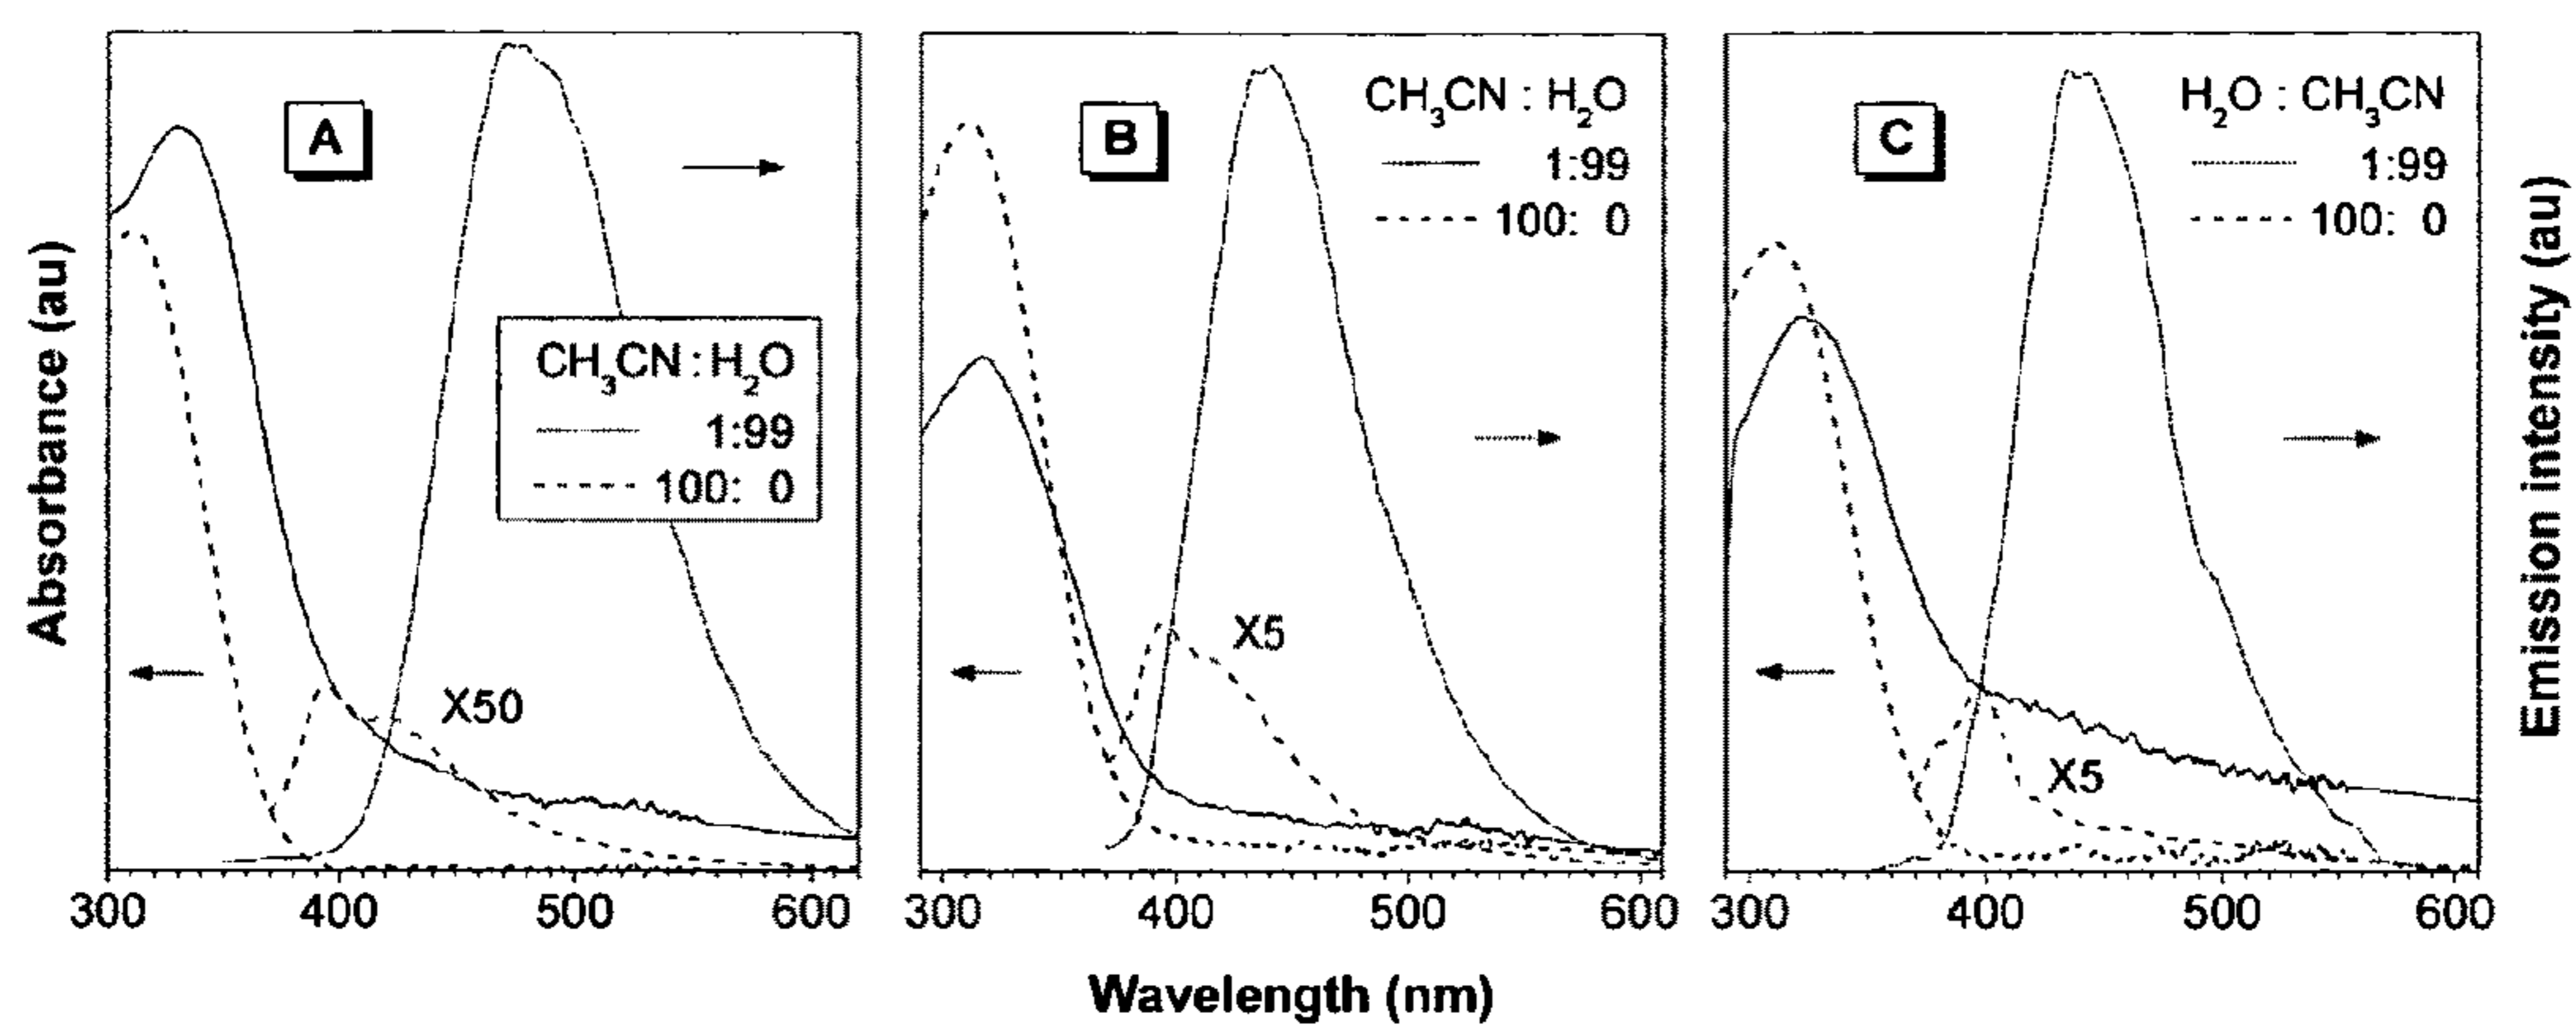 Absorbance (au)
A
CH₃CN : H₂O
1:99
100: 0
X50
300 400 500 600
B
CH₃CN : H₂O
1:99
100: 0
X5
300 400 500 600
C
H₂O : CH₃CN
1:99
100: 0
X5
300 400 500 600
Emission intensity (au)
Wavelength (nm)